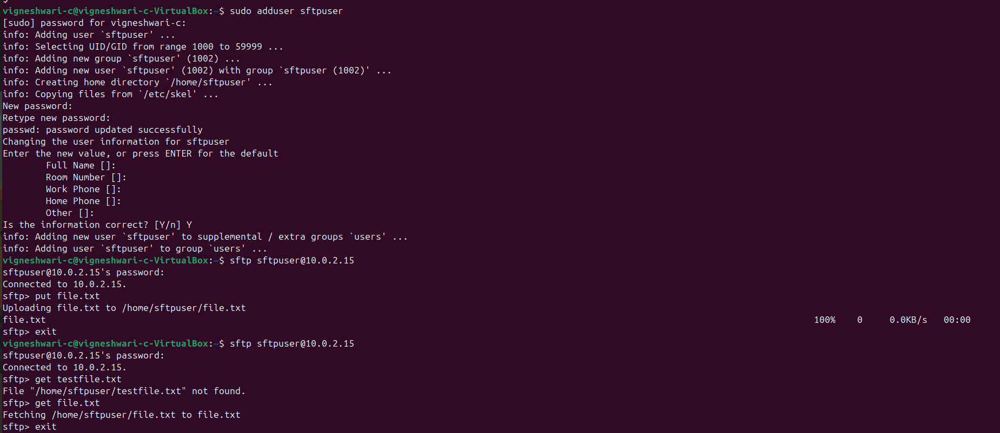 vigneshwari-c@vigneshwari-c-VirtualBox:~$ sudo adduser sftpuser
[sudo] password for vigneshwari-c:
info: Adding user `sftpuser' ...
info: Selecting UID/GID from range 1000 to 59999 ...
info: Adding new group `sftpuser' (1002) ...
info: Adding new user `sftpuser' (1002) with group `sftpuser (1002)' ...
info: Creating home directory `/home/sftpuser' ...
info: Copying files from `/etc/skel' ...
New password:
Retype new password:
passwd: password updated successfully
Changing the user information for sftpuser
Enter the new value, or press ENTER for the default
        Full Name []:
        Room Number []:
        Work Phone []:
        Home Phone []:
        Other []:
Is the information correct? [Y/n] Y
info: Adding new user `sftpuser' to supplemental / extra groups `users' ...
info: Adding user `sftpuser' to group `users' ...
vigneshwari-c@vigneshwari-c-VirtualBox:~$ sftp sftpuser@10.0.2.15
sftpuser@10.0.2.15's password:
Connected to 10.0.2.15.
sftp> put file.txt
Uploading file.txt to /home/sftpuser/file.txt
file.txt 100% 0 0.0KB/s 00:00
sftp> exit
vigneshwari-c@vigneshwari-c-VirtualBox:~$ sftp sftpuser@10.0.2.15
sftpuser@10.0.2.15's password:
Connected to 10.0.2.15.
sftp> get testfile.txt
File "/home/sftpuser/testfile.txt" not found.
sftp> get file.txt
Fetching /home/sftpuser/file.txt to file.txt
sftp> exit